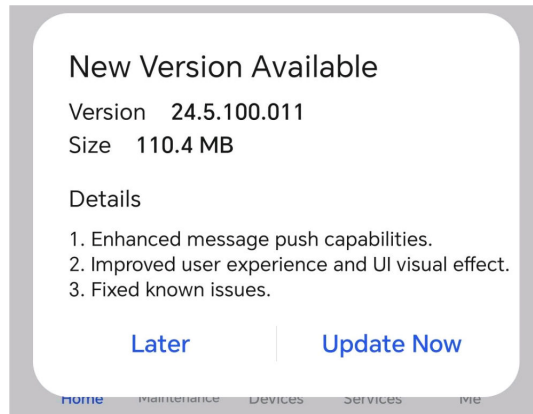 New Version Available
Version 24.5.100.011
Size 110.4 MB
Details
1. Enhanced message push capabilities.
2. Improved user experience and UI visual effect.
3. Fixed known issues.
Later Update Now
Home Maintenance Devices Services Me